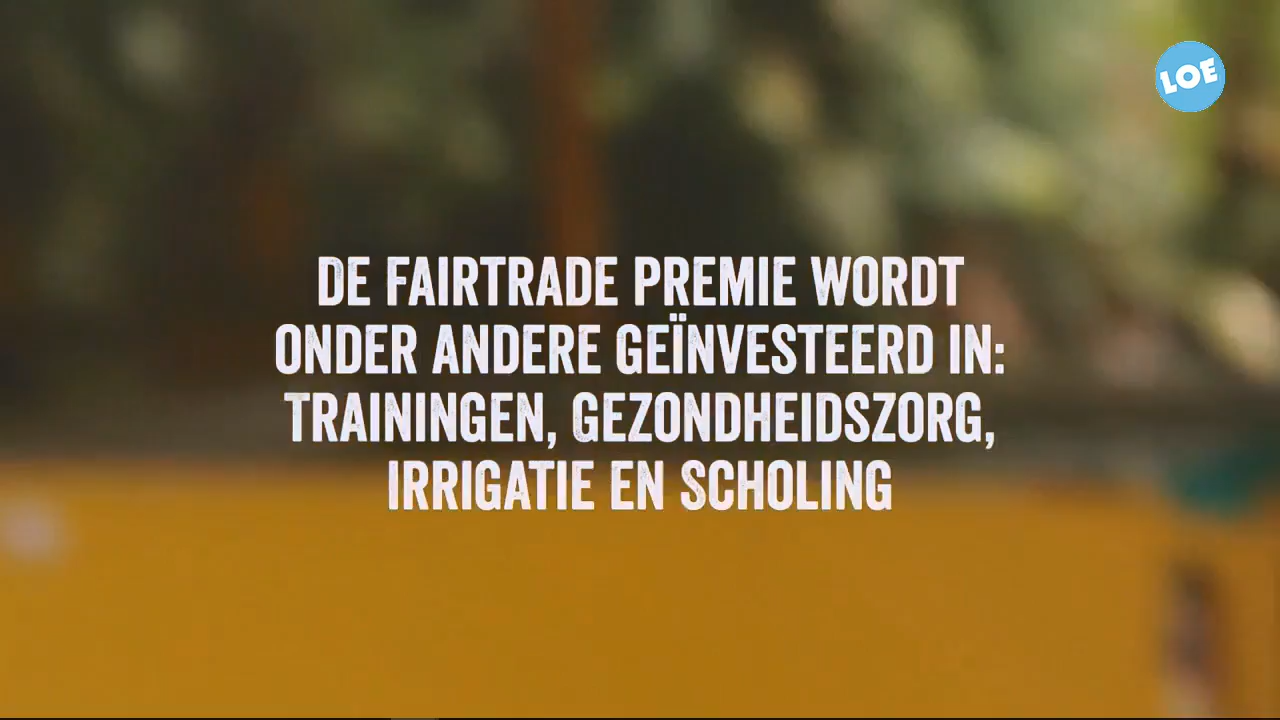 LOE
DE FAIRTRADE PREMIE WORDT
ONDER ANDERE GEÏNVESTEERD IN:
TRAININGEN, GEZONDHEIDSZORG,
IRRIGATIE EN SCHOLING